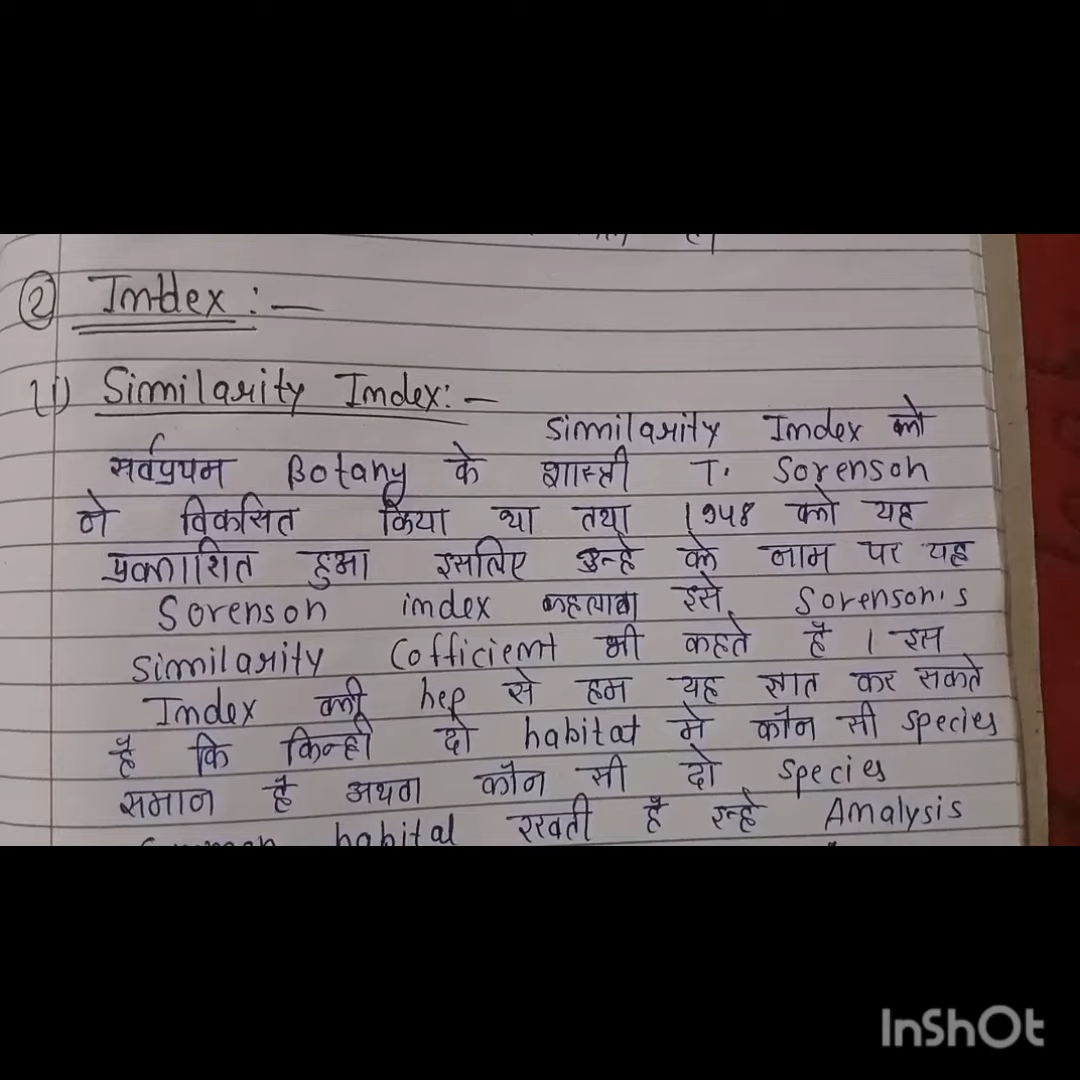 ② Index : —
1) Similarity Index: —
Similarity Index को
सर्वप्रथम Botany के शास्त्री T. Sorenson
ने विकसित किया था तथा 1948 को यह
प्रकाशित हुआ इसलिए उन्हे के नाम पर यह
Sorenson index कहलाया इसे Sorenson's
Similarity Cofficient भी कहते है । इस
Index की hep से हम यह ज्ञात कर सकते
है कि किन्ही दो habitat मे कौन सी species
समान है अथवा कौन सी दो species
habital रखती है इन्हे Analysis
InShOt